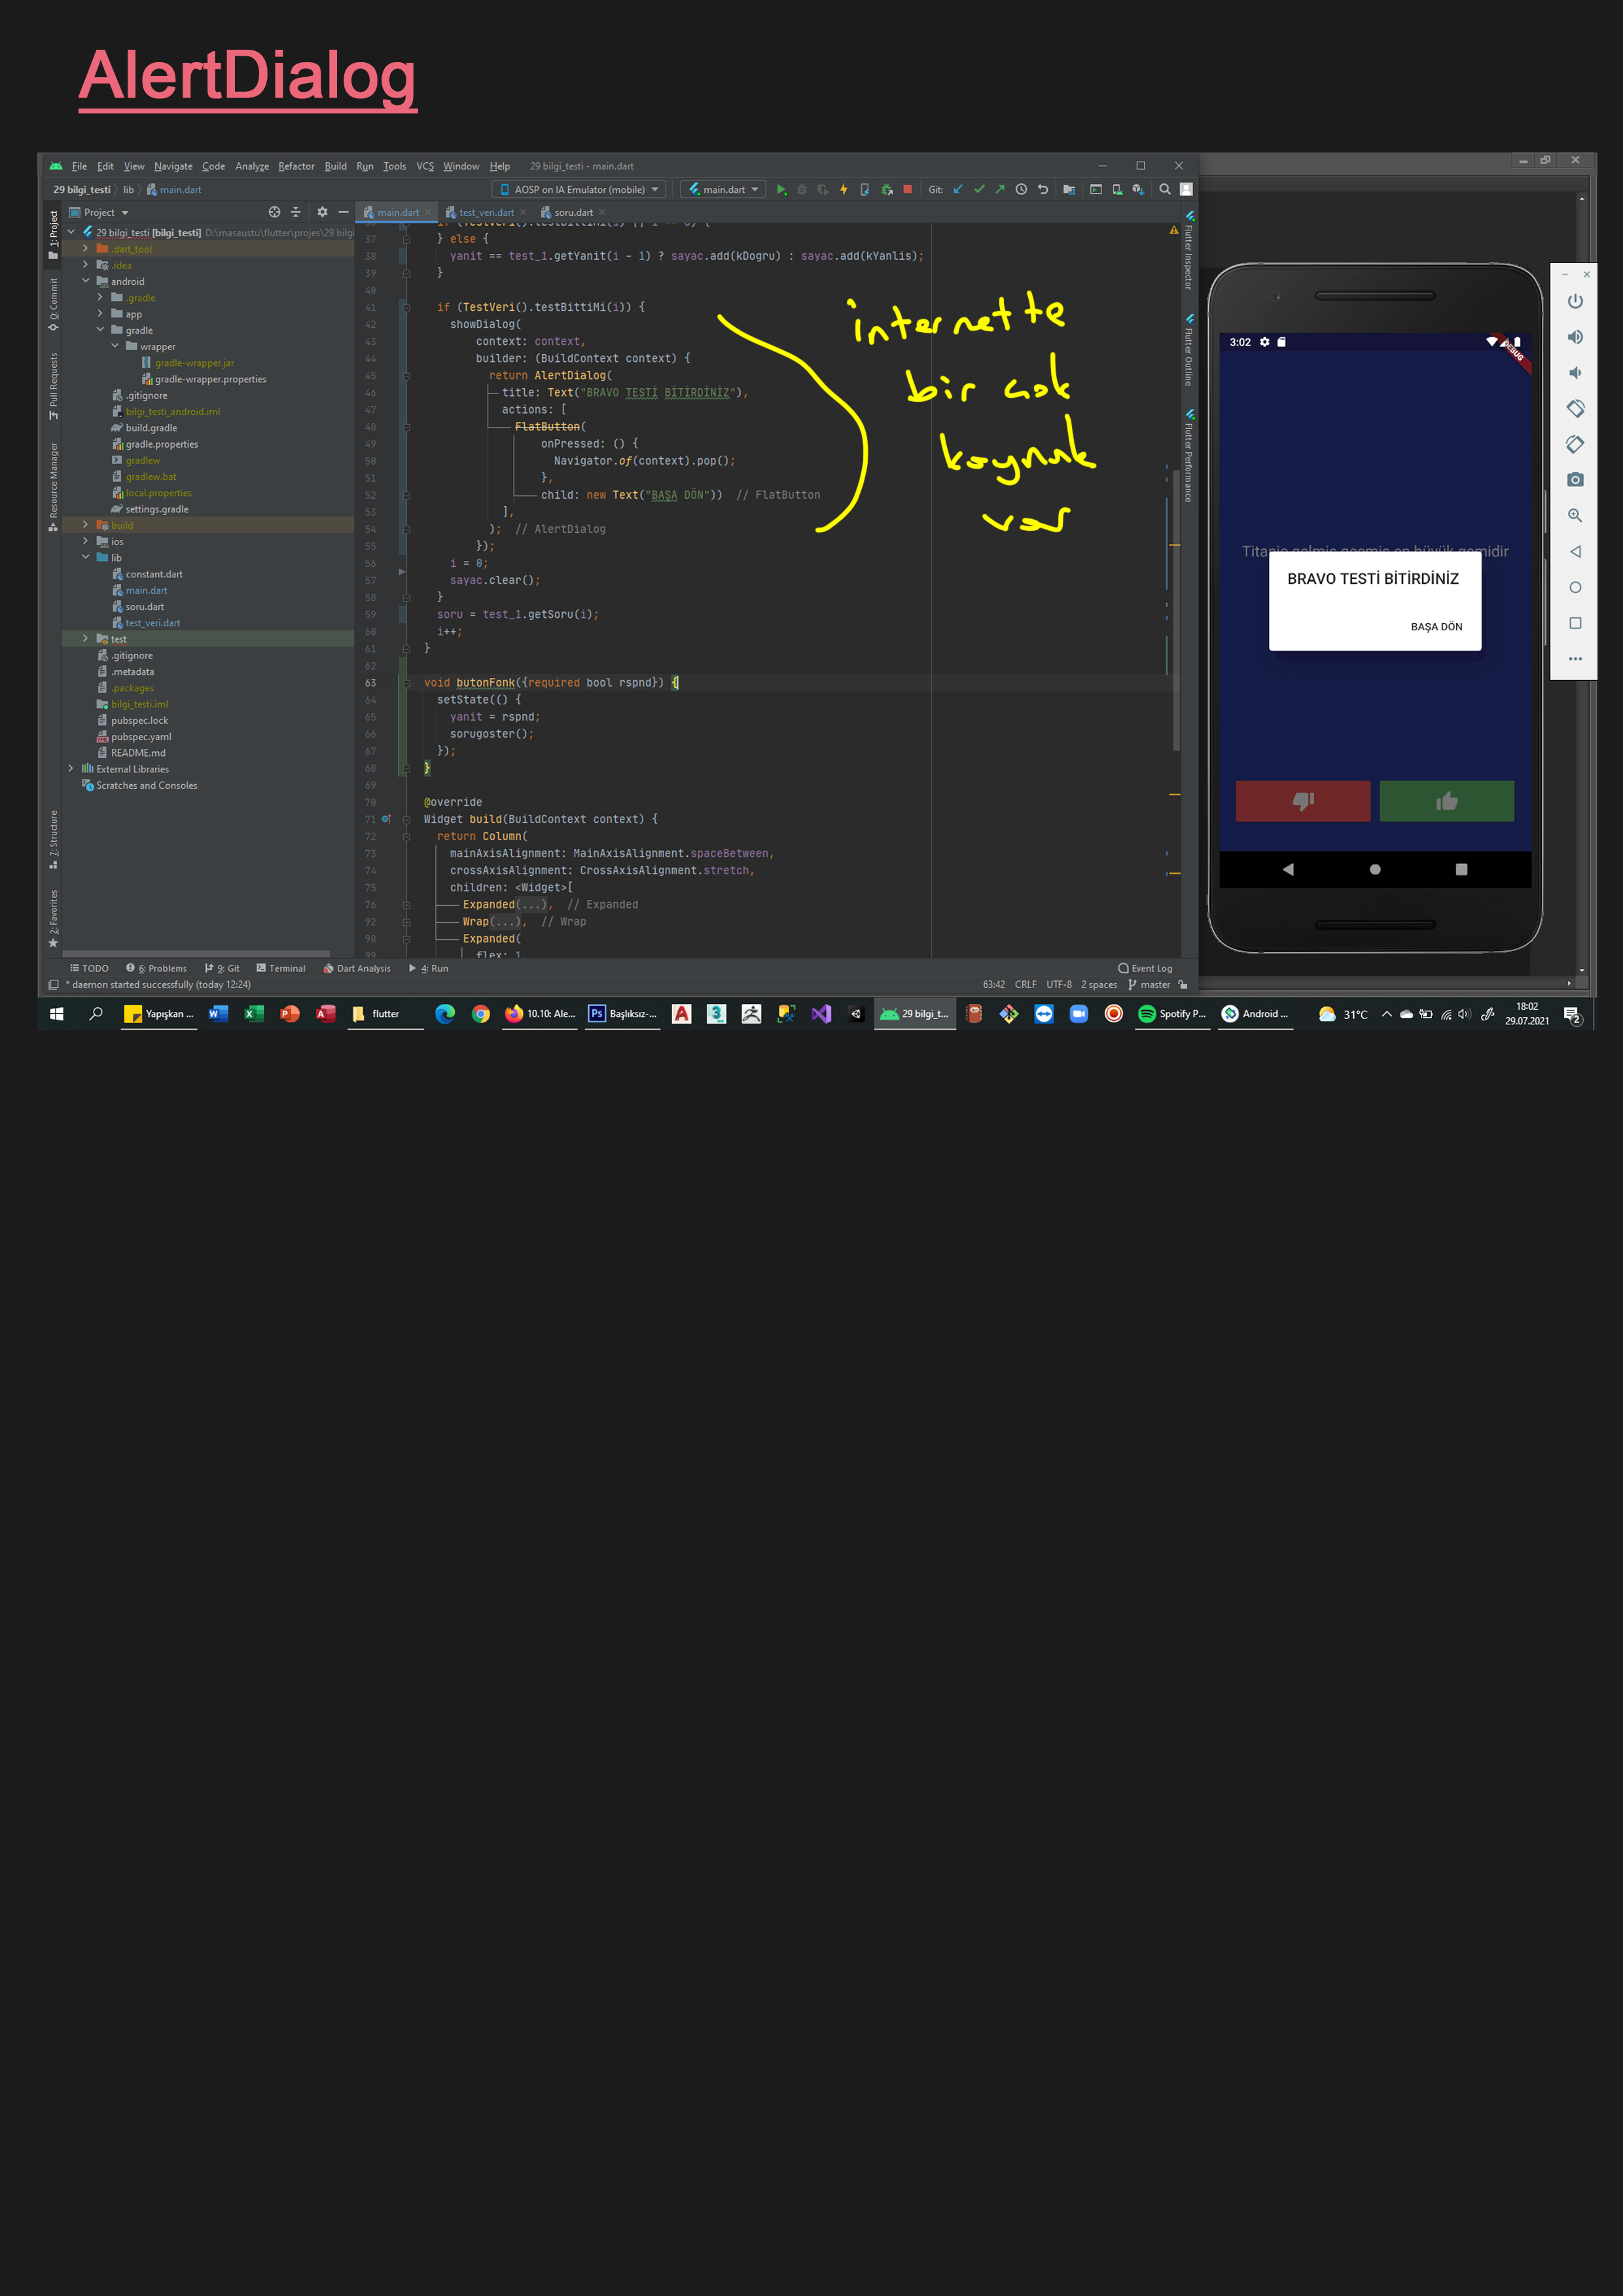 AlertDialog
File Edit View Navigate Code Analyze Refactor Build Run Tools VCS Window Help 29 bilgi_testi - main.dart
29 bilgi_testi lib main.dart AOSP on IA Emulator (mobile) main.dart Git:
Project main.dart test_veri.dart soru.dart
1: Project
0: Commit
Pull Requests
Resource Manager
Z: Structure
2: Favorites
29 bilgi_testi [bilgi_testi] D:\masaustu\flutter\projes\29 bilgi
.dart_tool
.idea
android
.gradle
app
gradle
wrapper
gradle-wrapper.jar
gradle-wrapper.properties
.gitignore
bilgi_testi_android.iml
build.gradle
gradle.properties
gradlew
gradlew.bat
local.properties
settings.gradle
build
ios
lib
constant.dart
main.dart
soru.dart
test_veri.dart
test
.gitignore
.metadata
.packages
bilgi_testi.iml
pubspec.lock
pubspec.yaml
README.md
External Libraries
Scratches and Consoles
37 } else {
38 yanit == test_1.getYanit(i - 1) ? sayac.add(kDogru) : sayac.add(kYanlis);
39 }
40
41 if (TestVeri().testBittiMi(i)) {
42 showDialog(
43 context: context,
44 builder: (BuildContext context) {
45 return AlertDialog(
46 title: Text("BRAVO TESTİ BİTİRDİNİZ"),
47 actions: [
48 FlatButton(
49 onPressed: () {
50 Navigator.of(context).pop();
51 },
52 child: new Text("BAŞA DÖN")) // FlatButton
53 ],
54 ); // AlertDialog
55 });
56 i = 0;
57 sayac.clear();
58 }
59 soru = test_1.getSoru(i);
60 i++;
61 }
62
63 void butonFonk({required bool rspnd}) {
64 setState(() {
65 yanit = rspnd;
66 sorugoster();
67 });
68 }
69
70 @override
71 Widget build(BuildContext context) {
72 return Column(
73 mainAxisAlignment: MainAxisAlignment.spaceBetween,
74 crossAxisAlignment: CrossAxisAlignment.stretch,
75 children: <Widget>[
76 Expanded(...), // Expanded
92 Wrap(...), // Wrap
98 Expanded(
99 flex: 1,
internette
bir çok
kaynak
var
Flutter Inspector
Flutter Outline
Flutter Performance
3:02
DEBUG
BRAVO TESTİ BİTİRDİNİZ
BAŞA DÖN
TODO 6: Problems 9: Git Terminal Dart Analysis 4: Run Event Log
* daemon started successfully (today 12:24) 63:42 CRLF UTF-8 2 spaces master
Yapışkan ... flutter 10.10: Ale... Başlıksız-... 29 bilgi_t... Spotify P... Android ... 31°C 18:02
29.07.2021
2